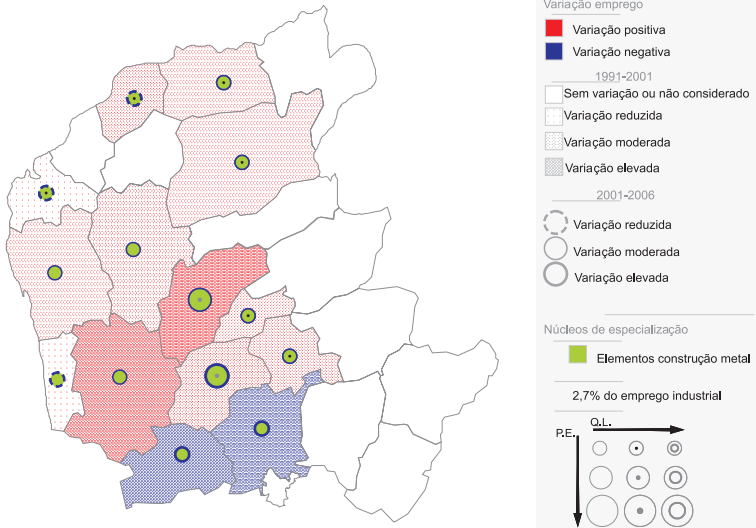 Variação emprego
Variação positiva
Variação negativa
1991-2001
Sem variação ou não considerado
Variação reduzida
Variação moderada
Variação elevada
2001-2006
Variação reduzida
Variação moderada
Variação elevada
Núcleos de especialização
Elementos construção metal
2,7% do emprego industrial
Q.L.
P.E.